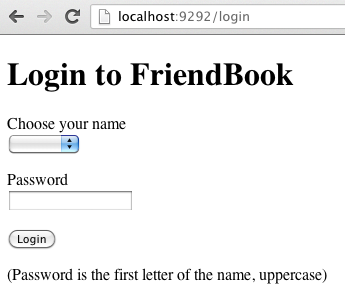 localhost:9292/login
Login to FriendBook
Choose your name
Password
Login
(Password is the first letter of the name, uppercase)